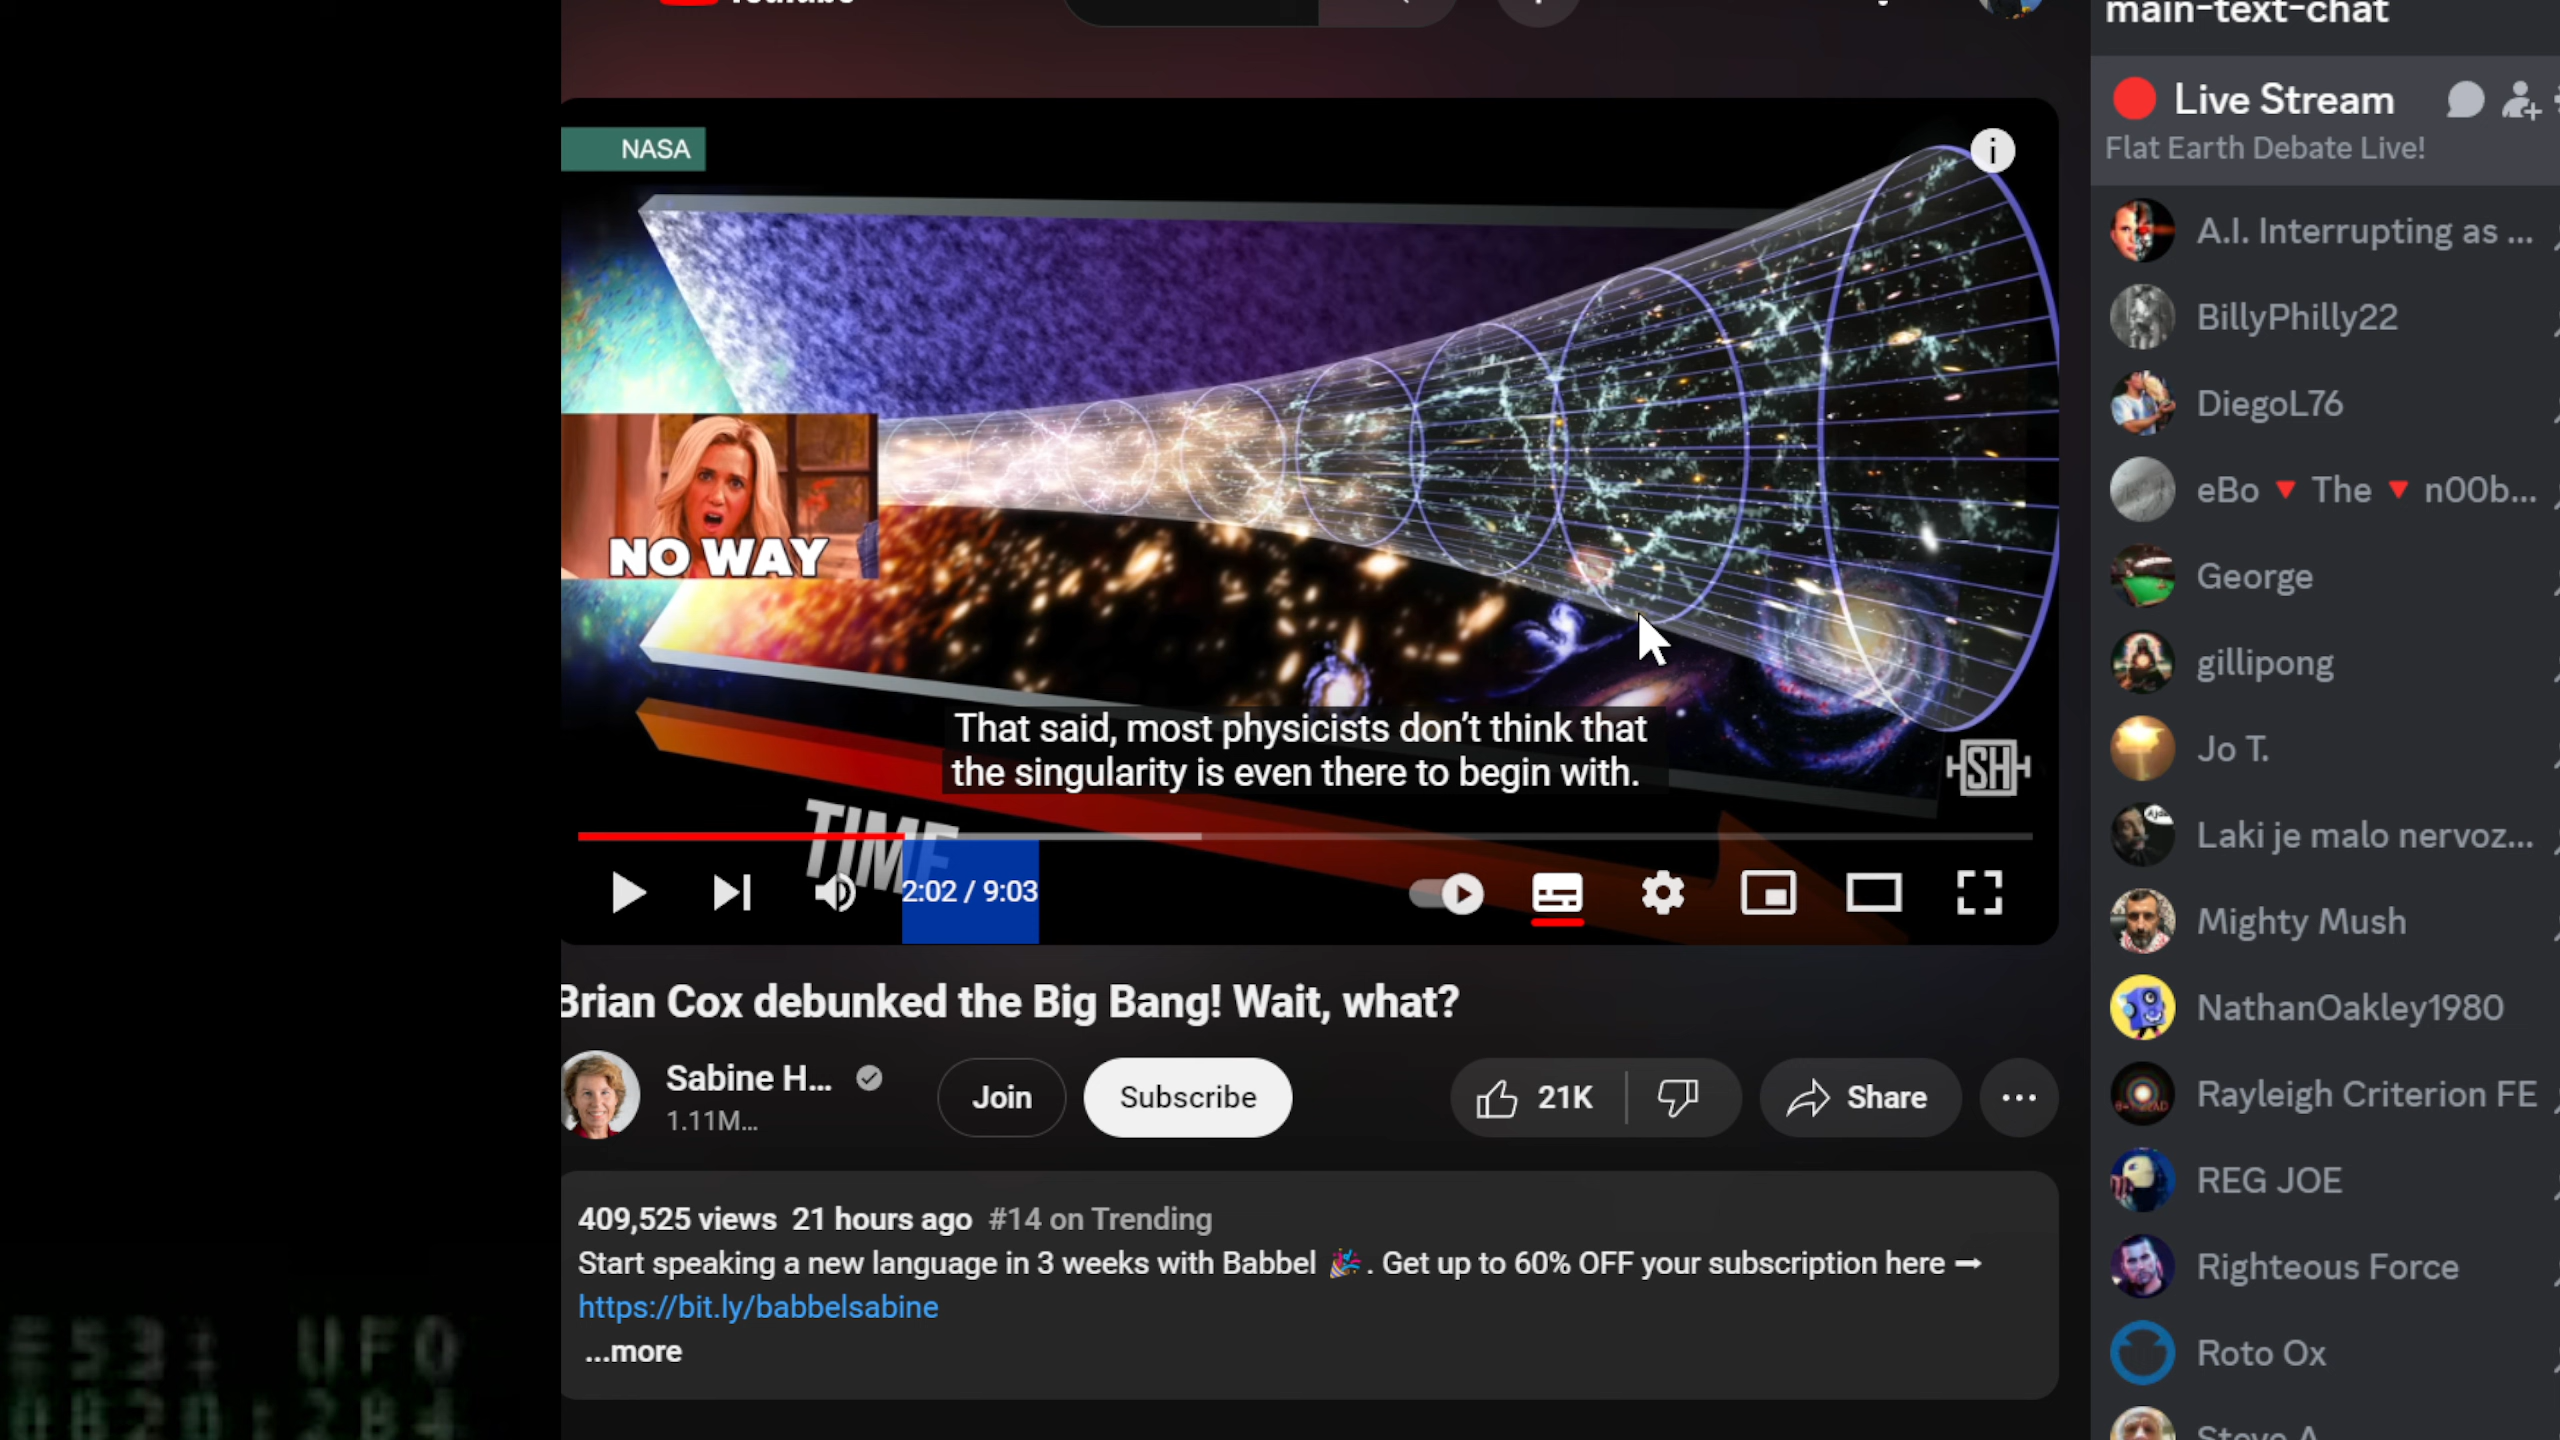 main-text-chat
Live Stream
Flat Earth Debate Live!
NASA
A.I. Interrupting as ...
BillyPhilly22
DiegoL76
eBo 🔻 The 🔻 n00b...
NO WAY
George
gillipong
That said, most physicists don't think that
the singularity is even there to begin with.
SH
Jo T.
TIME
Laki je malo nervoz...
2:02 / 9:03
Mighty Mush
Brian Cox debunked the Big Bang! Wait, what?
NathanOakley1980
Sabine H...
1.11M...
Join
Subscribe
21K
Share
Rayleigh Criterion FE
REG JOE
409,525 views 21 hours ago #14 on Trending
Start speaking a new language in 3 weeks with Babbel 🎉. Get up to 60% OFF your subscription here ➞
https://bit.ly/babbelsabine
...more
Righteous Force
Roto Ox
UFO